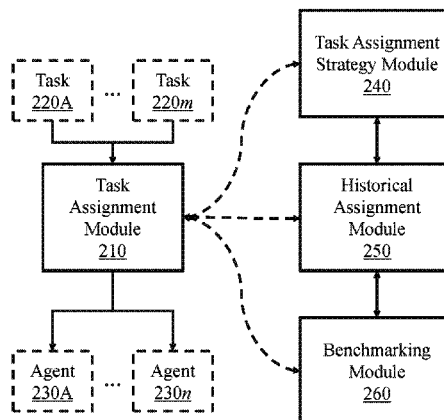 Task
220A
...
Task
220m
Task Assignment
Strategy Module
240
Task
Assignment
Module
210
Historical
Assignment
Module
250
Agent
230A
...
Agent
230n
Benchmarking
Module
260